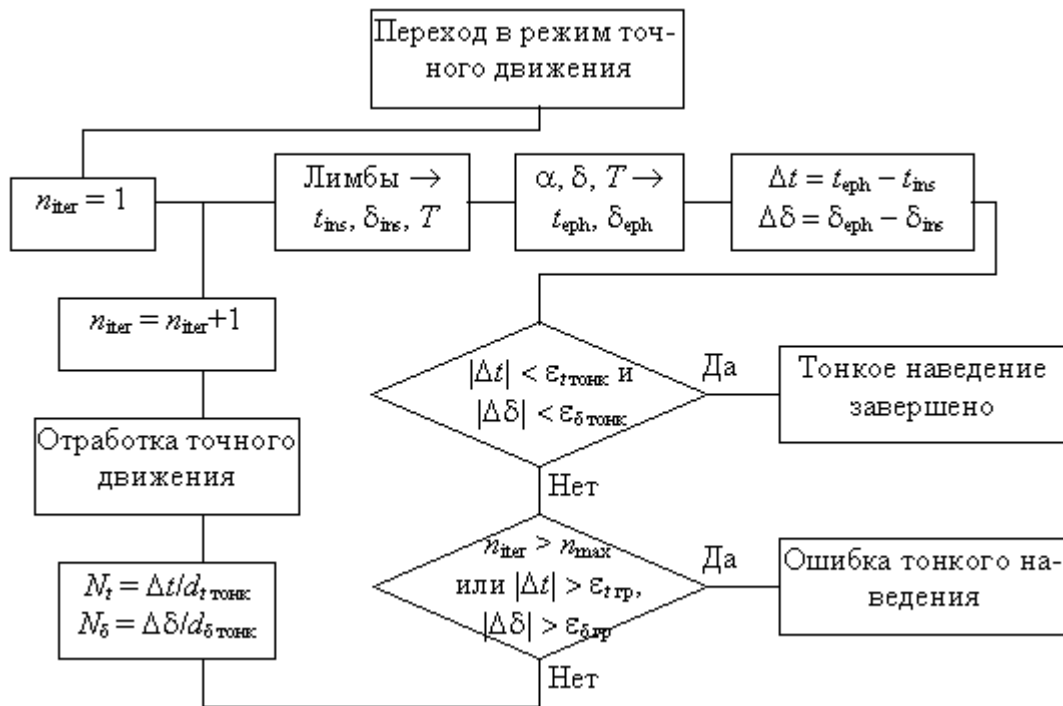 Переход в режим точ-
ного движения
n_iter = 1
Лимбы →
t_ins, δ_ins, T
α, δ, T →
t_eph, δ_eph
Δt = t_eph − t_ins
Δδ = δ_eph − δ_ins
n_iter = n_iter+1
|Δt| < ε_t тонк и
|Δδ| < ε_δ тонк
Да
Тонкое наведение
завершено
Отработка точного
движения
Нет
n_iter > n_max
или |Δt| > ε_t гр,
|Δδ| > ε_δ гр
Да
Ошибка тонкого на-
ведения
N_t = Δt/d_t тонк
N_δ = Δδ/d_δ тонк
Нет